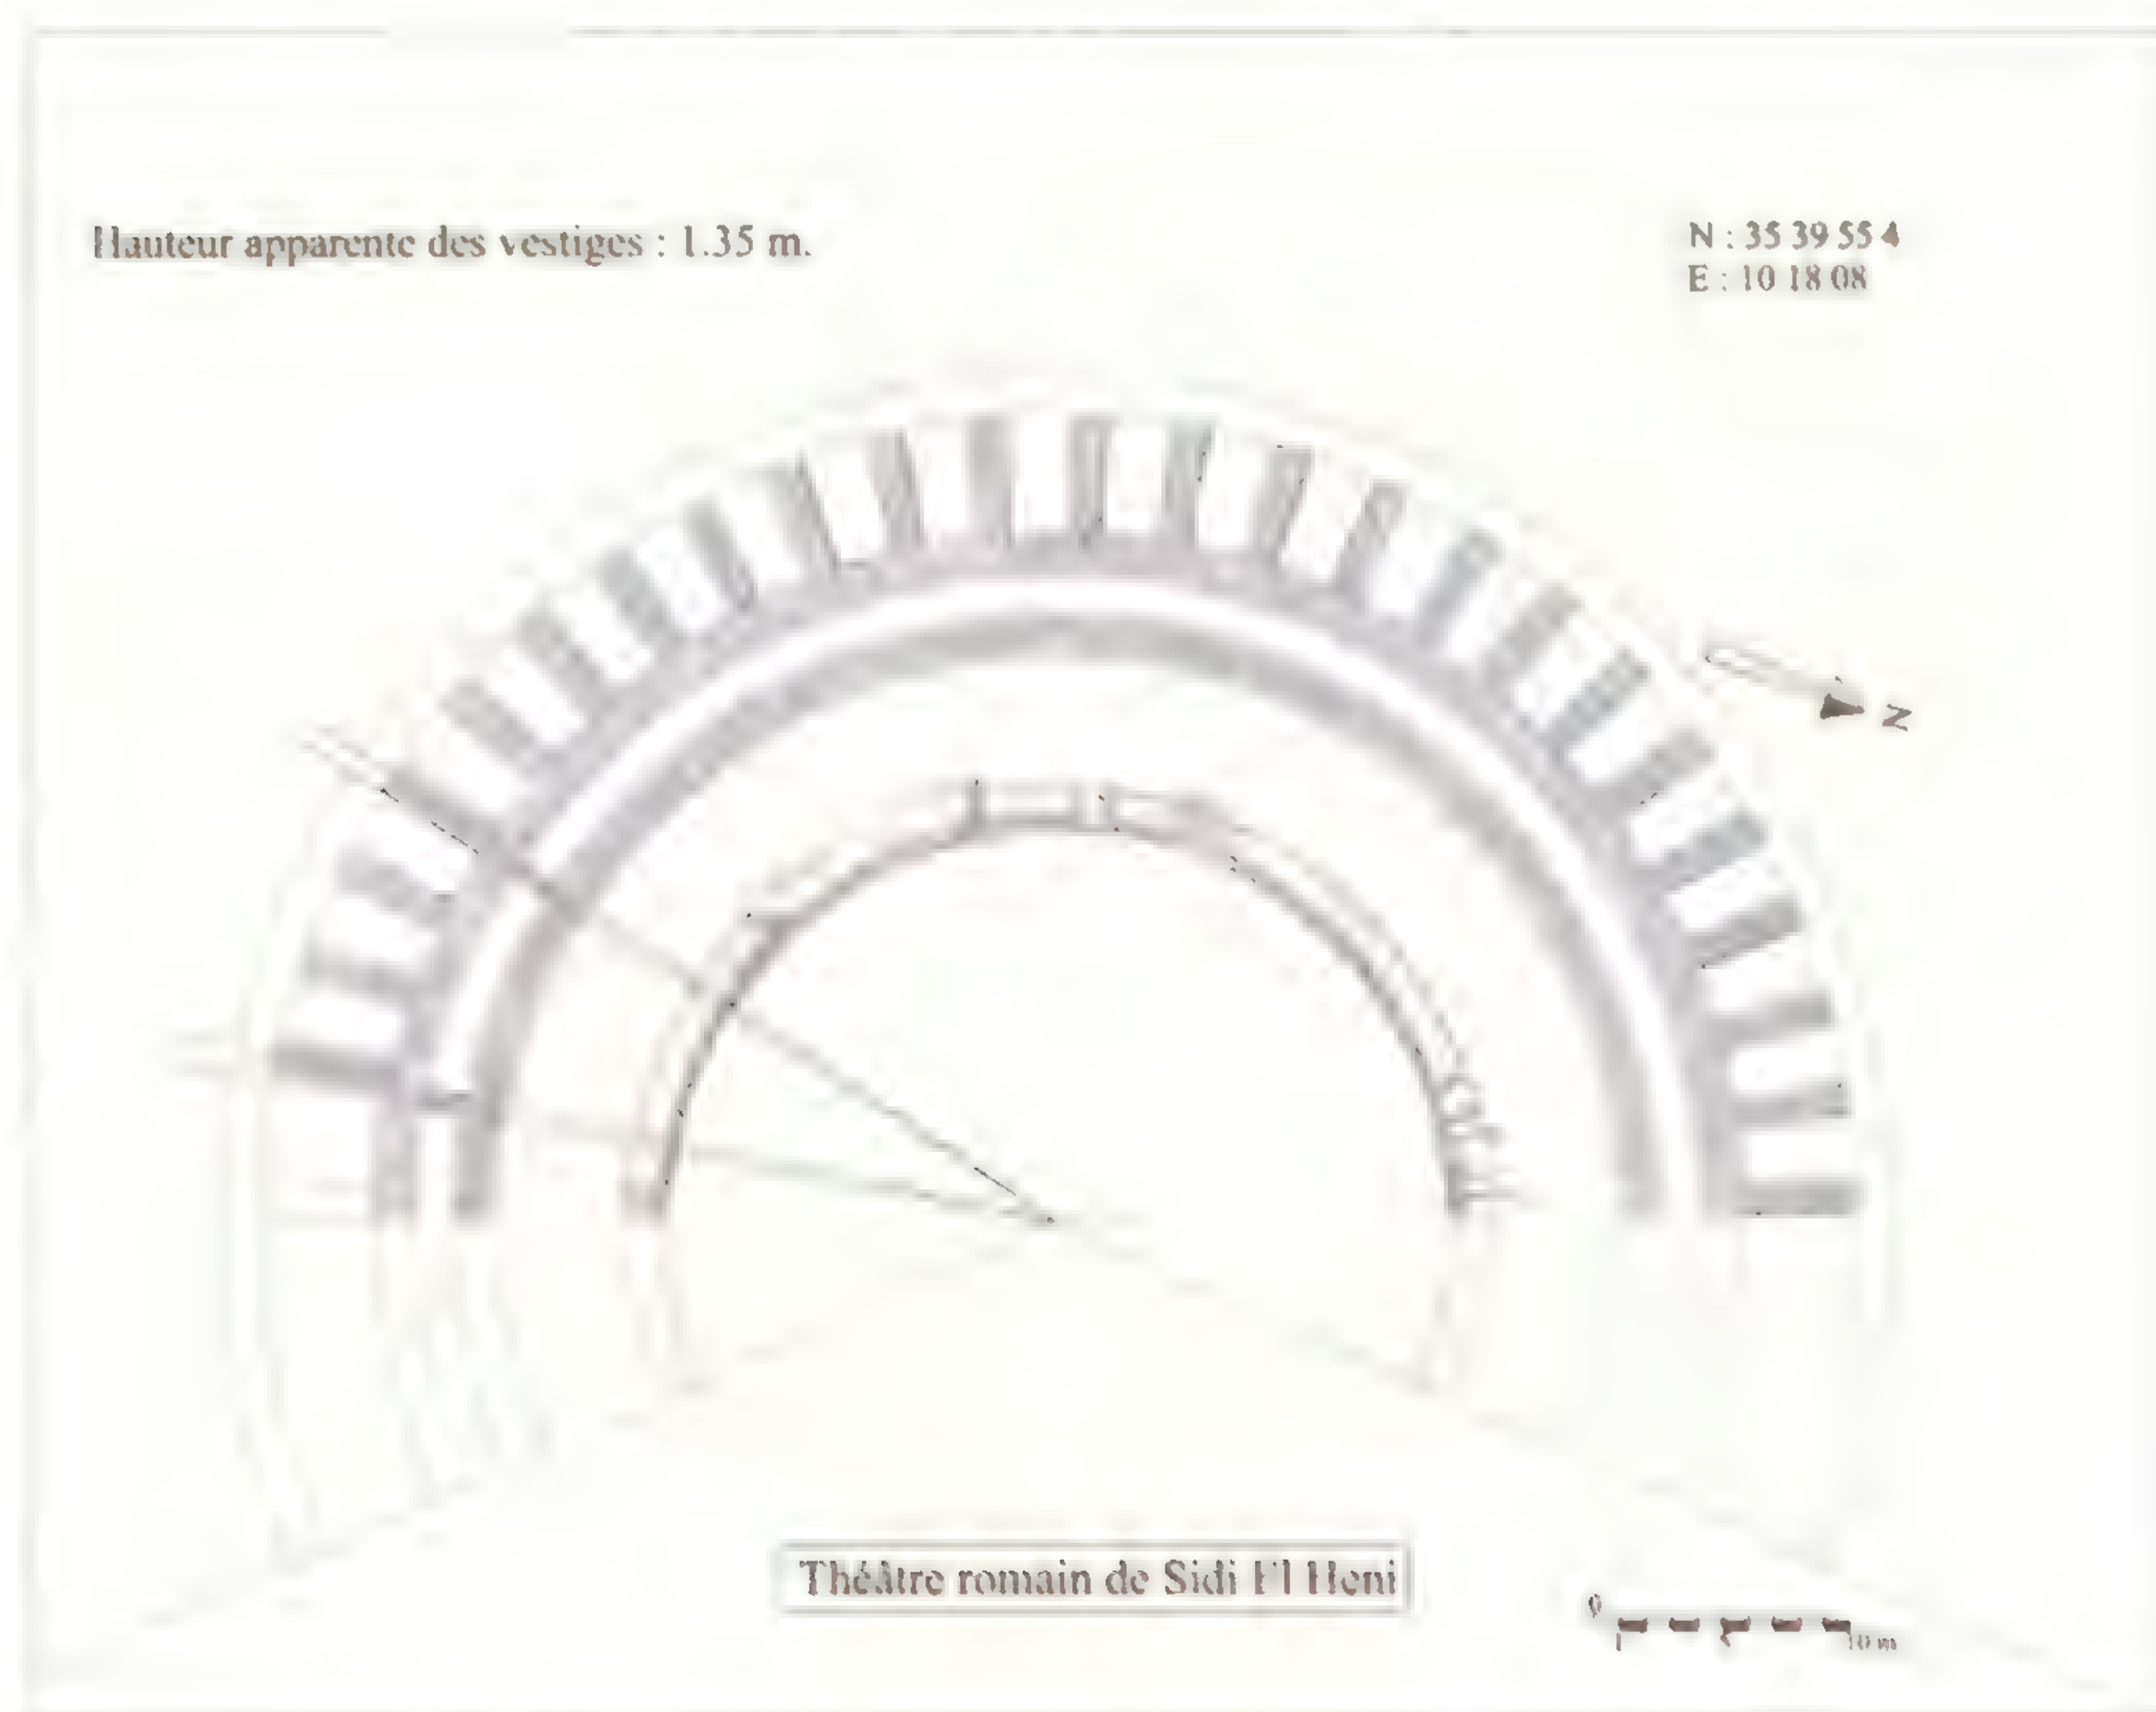 Hauteur apparente des vestiges : 1.35 m.
N : 35 39 55 4
E : 10 18 08
N
Théâtre romain de Sidi El Heni
0
10 m